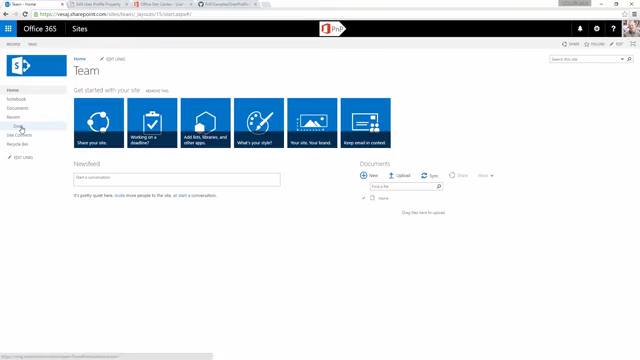 Team - Home
Edit User Profile Property
Office Dev Center
https://vesaj.sharepoint.com/sites/team/_layouts/15/start.aspx#/
Office 365
Sites
PnP
BROWSE
PAGE
SHARE
FOLLOW
EDIT
Home
Notebook
Documents
Recent
Docs
Site Contents
Recycle Bin
EDIT LINKS
Home
EDIT LINKS
Team
Search this site
Get started with your site
REMOVE THIS
Share your site.
Working on a deadline?
Add lists, libraries, and other apps.
What's your style?
Your site. Your brand.
Keep email in context.
Newsfeed
Start a conversation
It's pretty quiet here, invite more people to the site, or start a conversation.
Documents
New
Upload
Sync
Share
More
Find a file
Name
Drag files here to upload